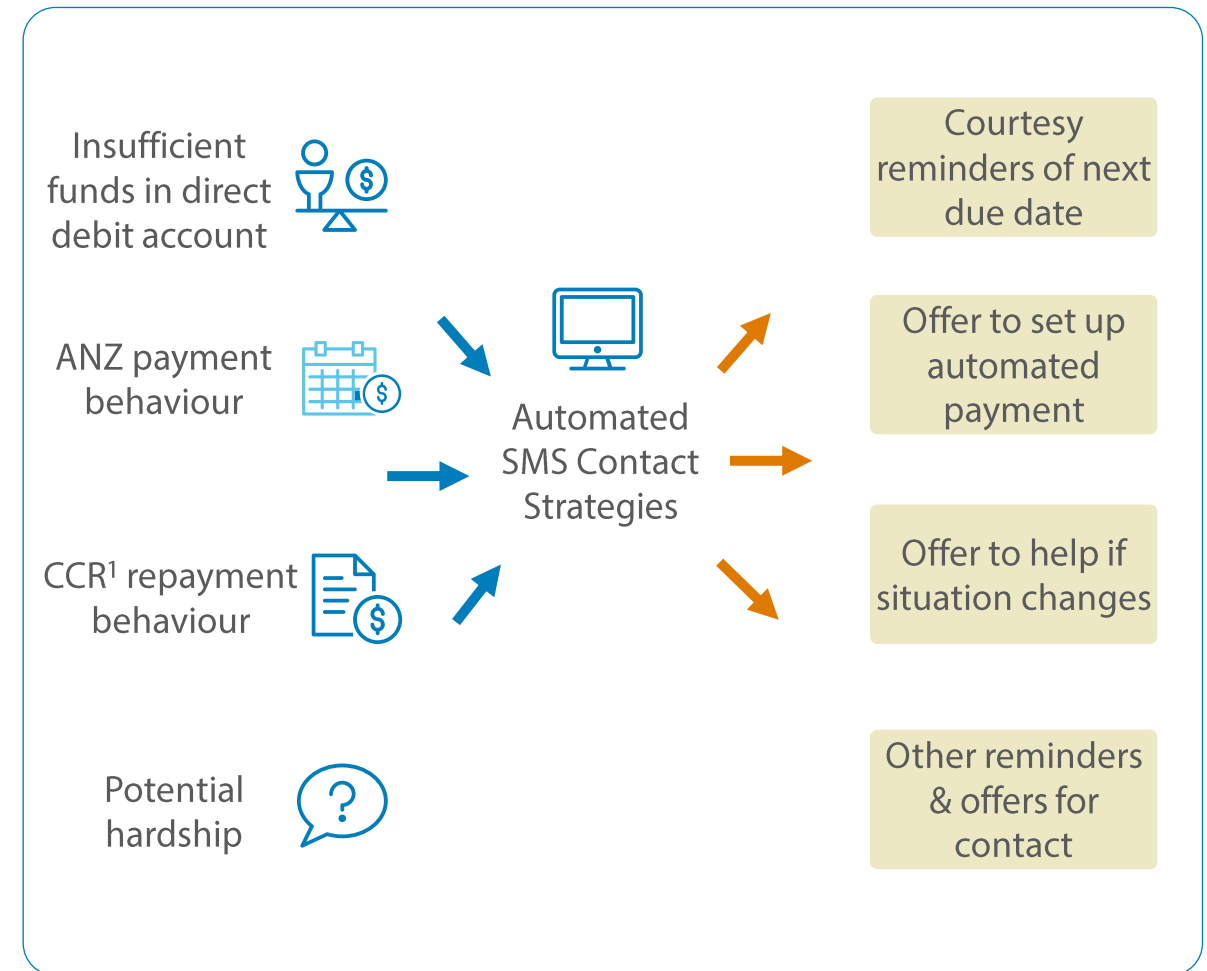 Insufficient
funds in direct
debit account
$
ANZ payment
behaviour
$
CCR¹ repayment
behaviour
$
Potential
hardship
?
Automated
SMS Contact
Strategies
Courtesy
reminders of next
due date
Offer to set up
automated
payment
Offer to help if
situation changes
Other reminders
& offers for
contact